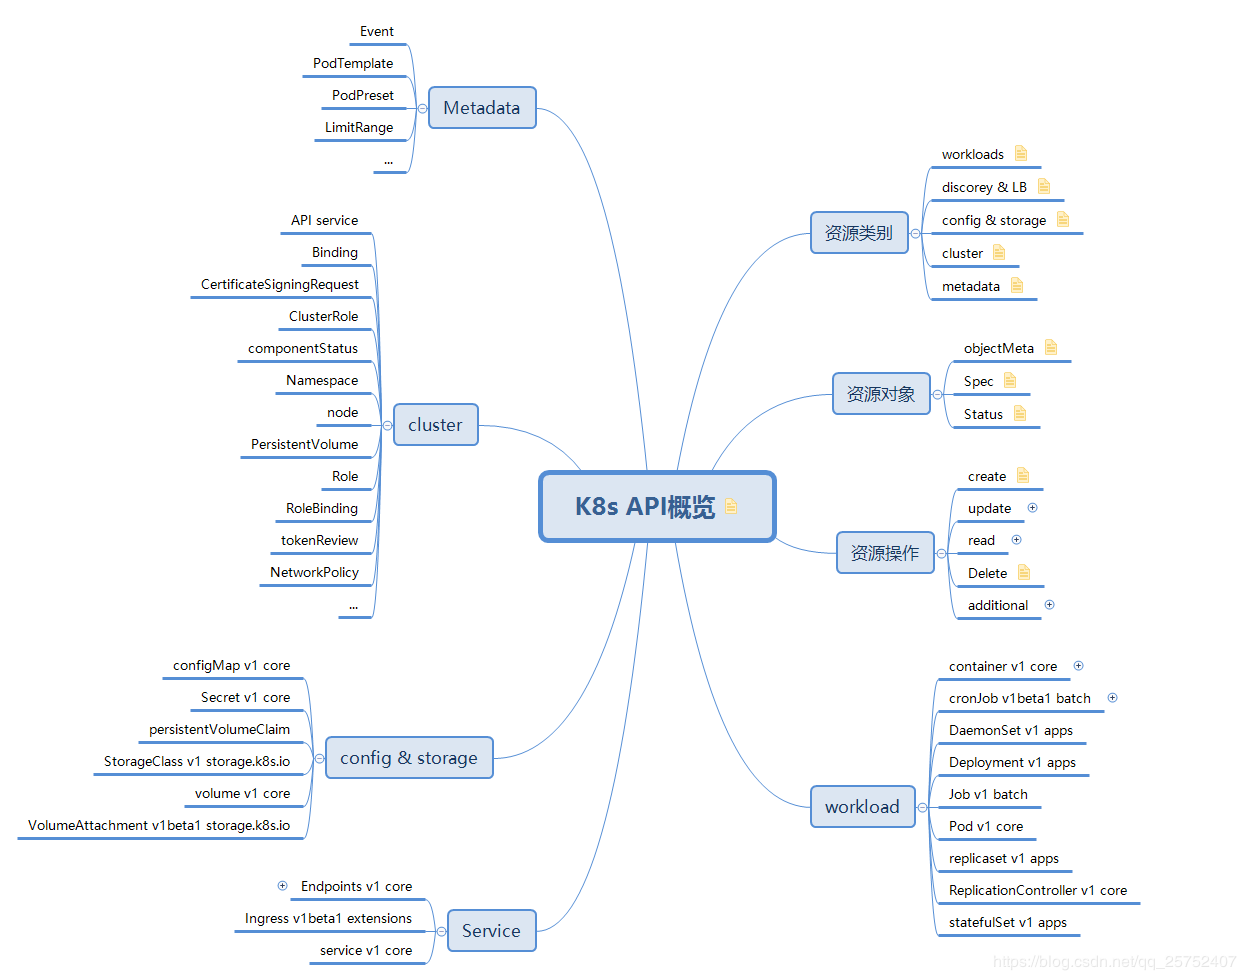 K8s API概览
资源类别
workloads
discorey & LB
config & storage
cluster
metadata
资源对象
objectMeta
Spec
Status
资源操作
create
update
read
Delete
additional
workload
container v1 core
cronJob v1beta1 batch
DaemonSet v1 apps
Deployment v1 apps
Job v1 batch
Pod v1 core
replicaset v1 apps
ReplicationController v1 core
statefulSet v1 apps
Metadata
Event
PodTemplate
PodPreset
LimitRange
...
cluster
API service
Binding
CertificateSigningRequest
ClusterRole
componentStatus
Namespace
node
PersistentVolume
Role
RoleBinding
tokenReview
NetworkPolicy
...
config & storage
configMap v1 core
Secret v1 core
persistentVolumeClaim
StorageClass v1 storage.k8s.io
volume v1 core
VolumeAttachment v1beta1 storage.k8s.io
Service
Endpoints v1 core
Ingress v1beta1 extensions
service v1 core
https://blog.csdn.net/qq_25752407